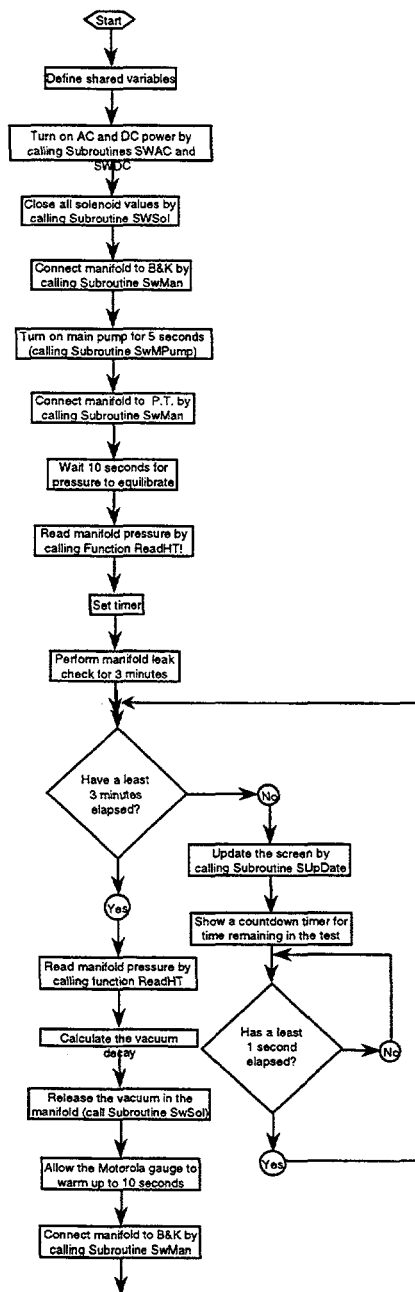 Start
Define shared variables
Turn on AC and DC power by
calling Subroutines SWAC and
SWDC
Close all solenoid values by
calling Subroutine SWSol
Connect manifold to B&K by
calling Subroutine SwMan
Turn on main pump for 5 seconds
(calling Subroutine SwMPump)
Connect manifold to P.T. by
calling Subroutine SwMan
Wait 10 seconds for
pressure to equilibrate
Read manifold pressure by
calling Function ReadHT!
Set timer
Perform manifold leak
check for 3 minutes
Have a least
3 minutes
elapsed?
No
Update the screen by
calling Subroutine SUpDate
Show a countdown timer for
time remaining in the test
Has a least
1 second
elapsed?
No
Yes
Yes
Read manifold pressure by
calling function ReadHT
Calculate the vacuum
decay
Release the vacuum in the
manifold (call Subroutine SwSol)
Allow the Motorola gauge to
warm up to 10 seconds
Connect manifold to B&K by
calling Subroutine SwMan